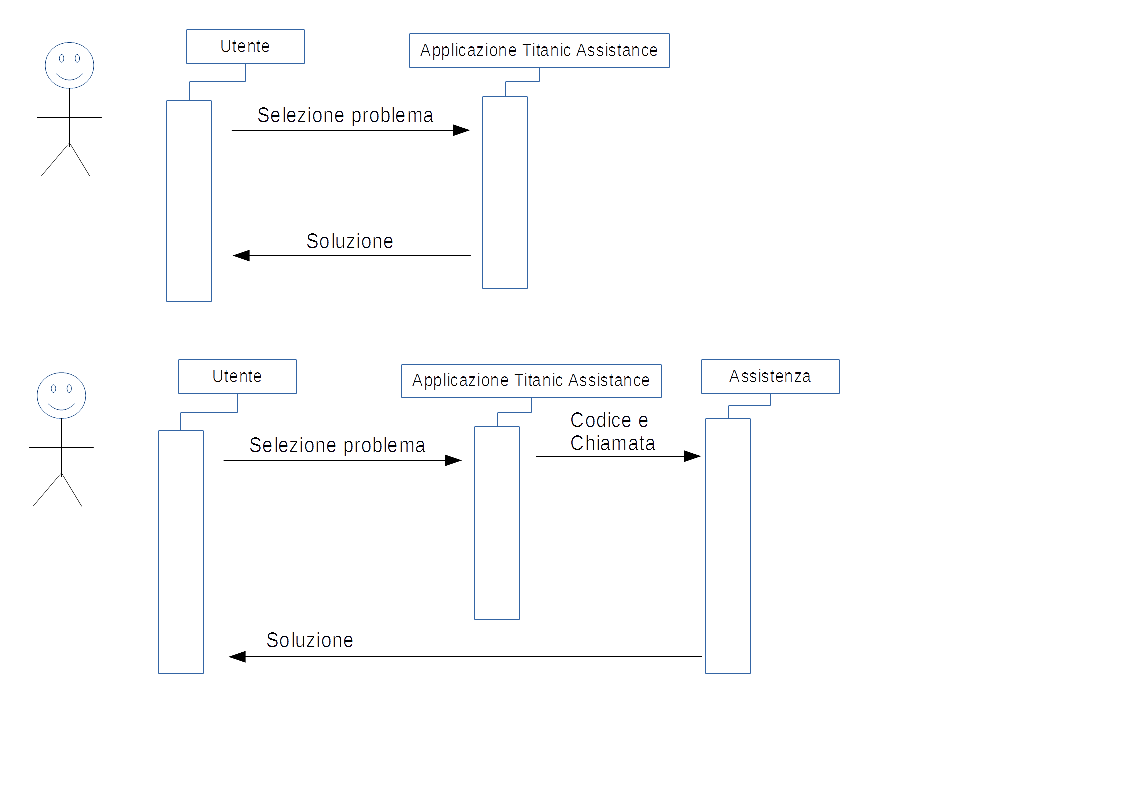 Utente
Applicazione Titanic Assistance
Selezione problema
Soluzione
Utente
Applicazione Titanic Assistance
Assistenza
Selezione problema
Codice e
Chiamata
Soluzione